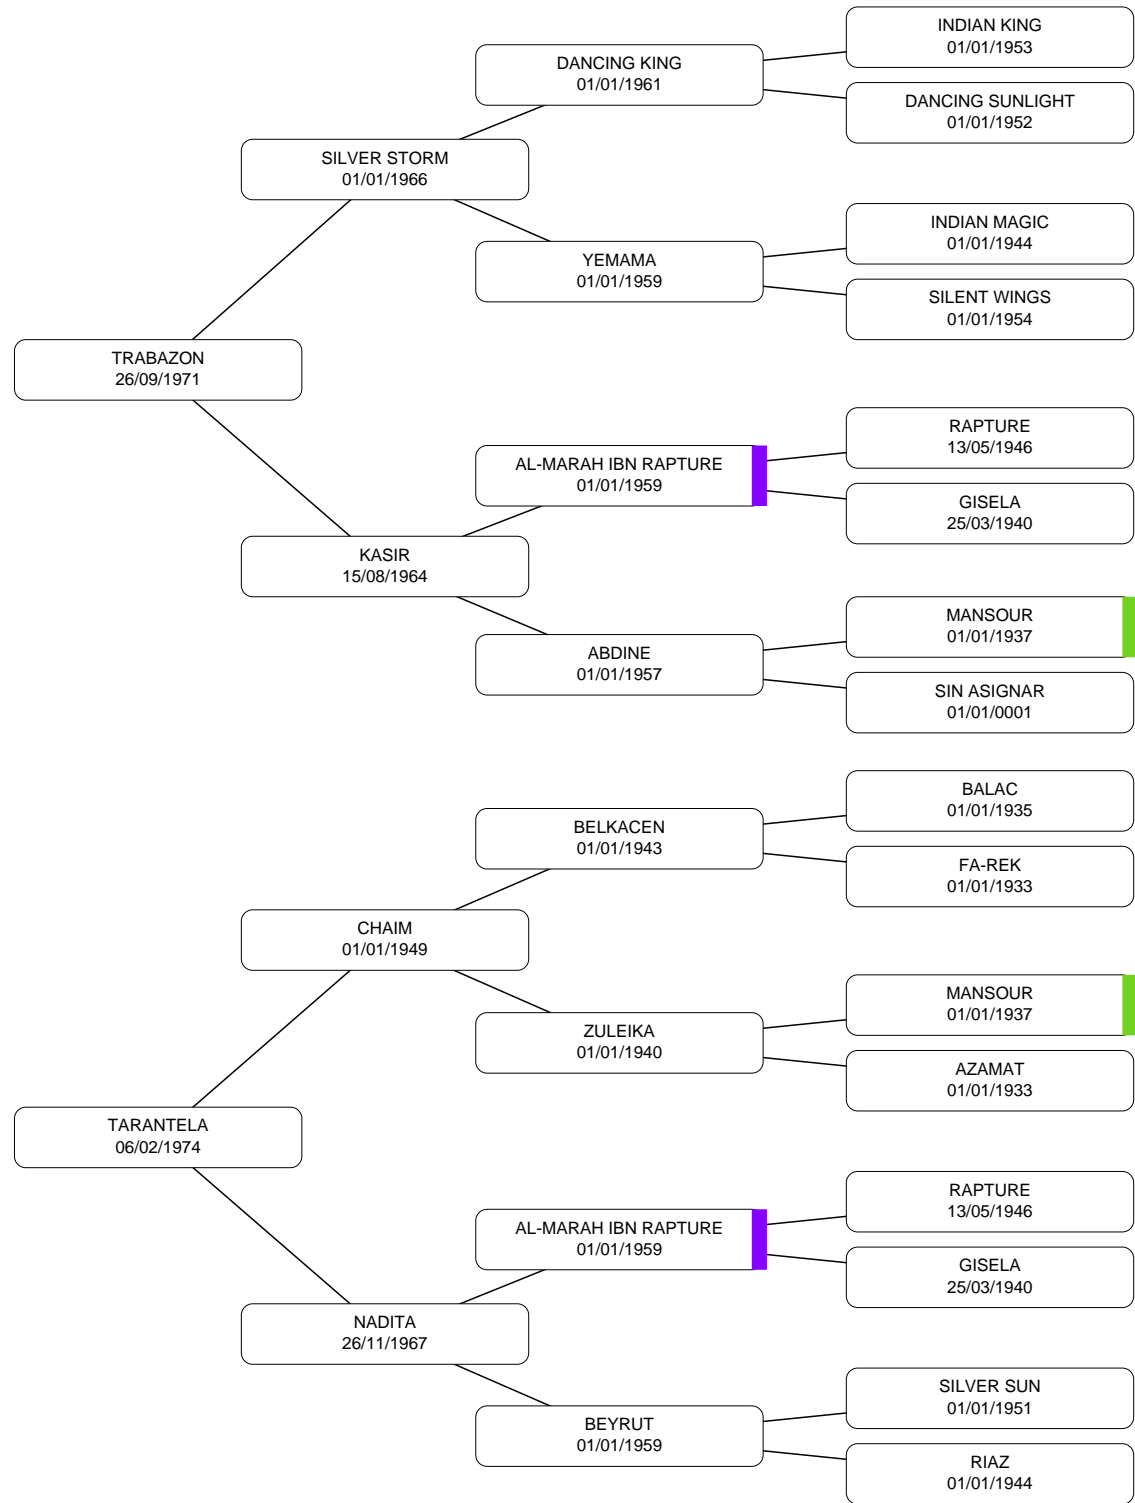 INDIAN KING
01/01/1953
DANCING KING
01/01/1961
DANCING SUNLIGHT
01/01/1952
SILVER STORM
01/01/1966
INDIAN MAGIC
01/01/1944
YEMAMA
01/01/1959
SILENT WINGS
01/01/1954
TRABAZON
26/09/1971
RAPTURE
13/05/1946
AL-MARAH IBN RAPTURE
01/01/1959
GISELA
25/03/1940
KASIR
15/08/1964
MANSOUR
01/01/1937
ABDINE
01/01/1957
SIN ASIGNAR
01/01/0001
BALAC
01/01/1935
BELKACEN
01/01/1943
FA-REK
01/01/1933
CHAIM
01/01/1949
MANSOUR
01/01/1937
ZULEIKA
01/01/1940
AZAMAT
01/01/1933
TARANTELA
06/02/1974
RAPTURE
13/05/1946
AL-MARAH IBN RAPTURE
01/01/1959
GISELA
25/03/1940
NADITA
26/11/1967
SILVER SUN
01/01/1951
BEYRUT
01/01/1959
RIAZ
01/01/1944